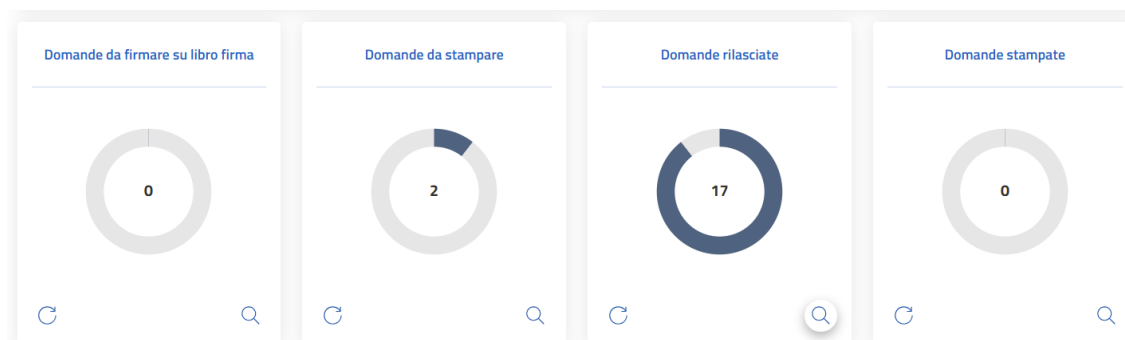 Domande da firmare su libro firma
0
Domande da stampare
2
Domande rilasciate
17
Domande stampate
0